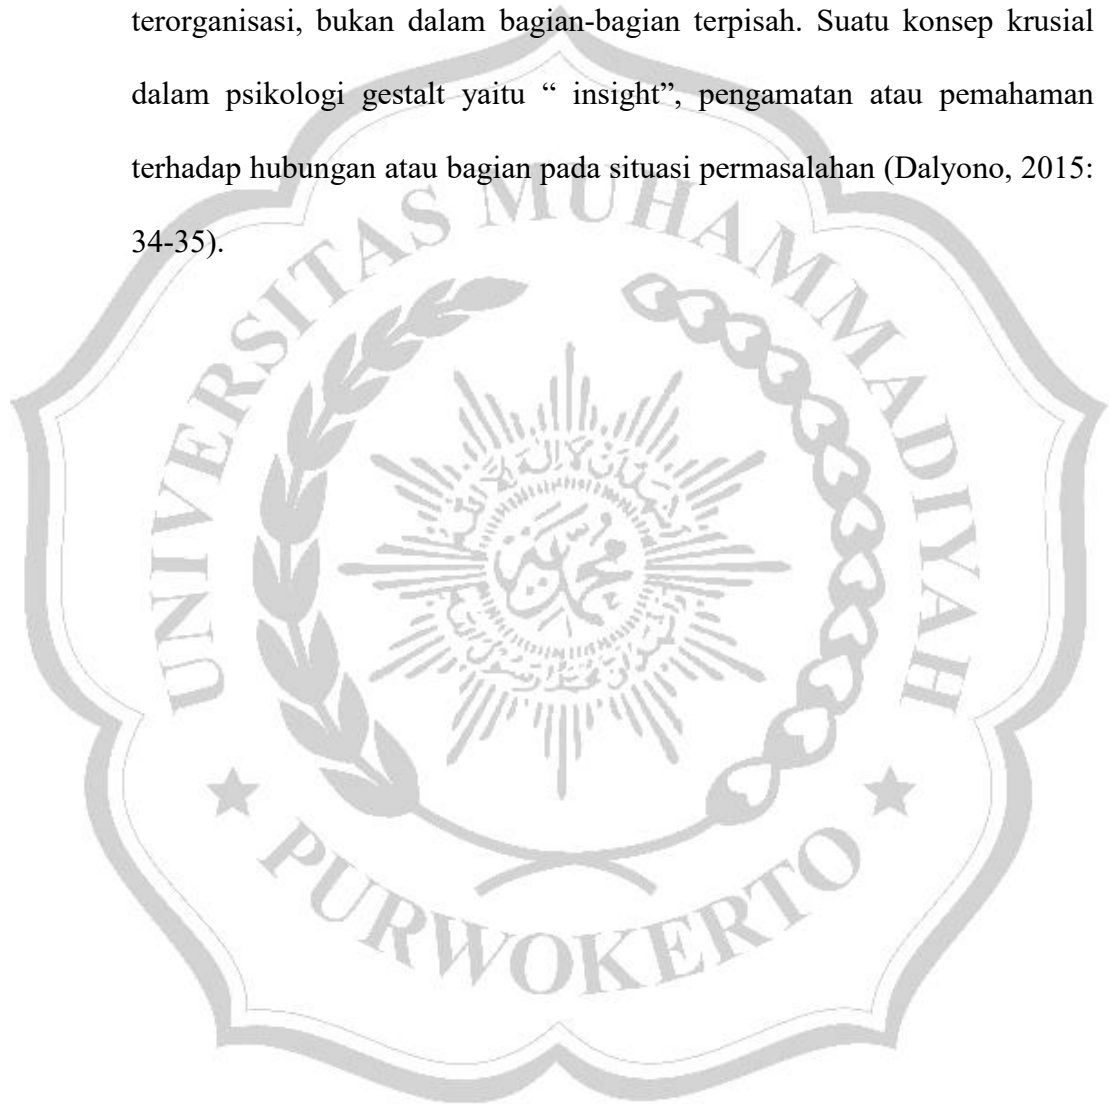 terorganisasi, bukan dalam bagian-bagian terpisah. Suatu konsep krusial
dalam psikologi gestalt yaitu “ insight”, pengamatan atau pemahaman
terhadap hubungan atau bagian pada situasi permasalahan (Dalyono, 2015:
34-35).
UNIVERSITAS MUHAMMADIYAH
PURWOKERTO